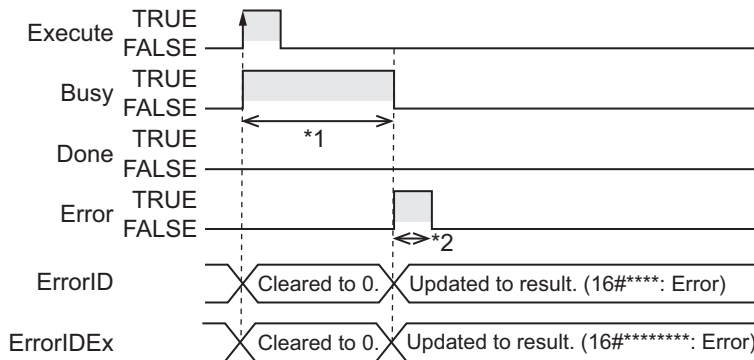 Execute TRUE
FALSE
Busy TRUE
FALSE
*1
Done TRUE
FALSE
Error TRUE
FALSE
*2
ErrorID Cleared to 0. Updated to result. (16#****: Error)
ErrorIDEx Cleared to 0. Updated to result. (16#********: Error)